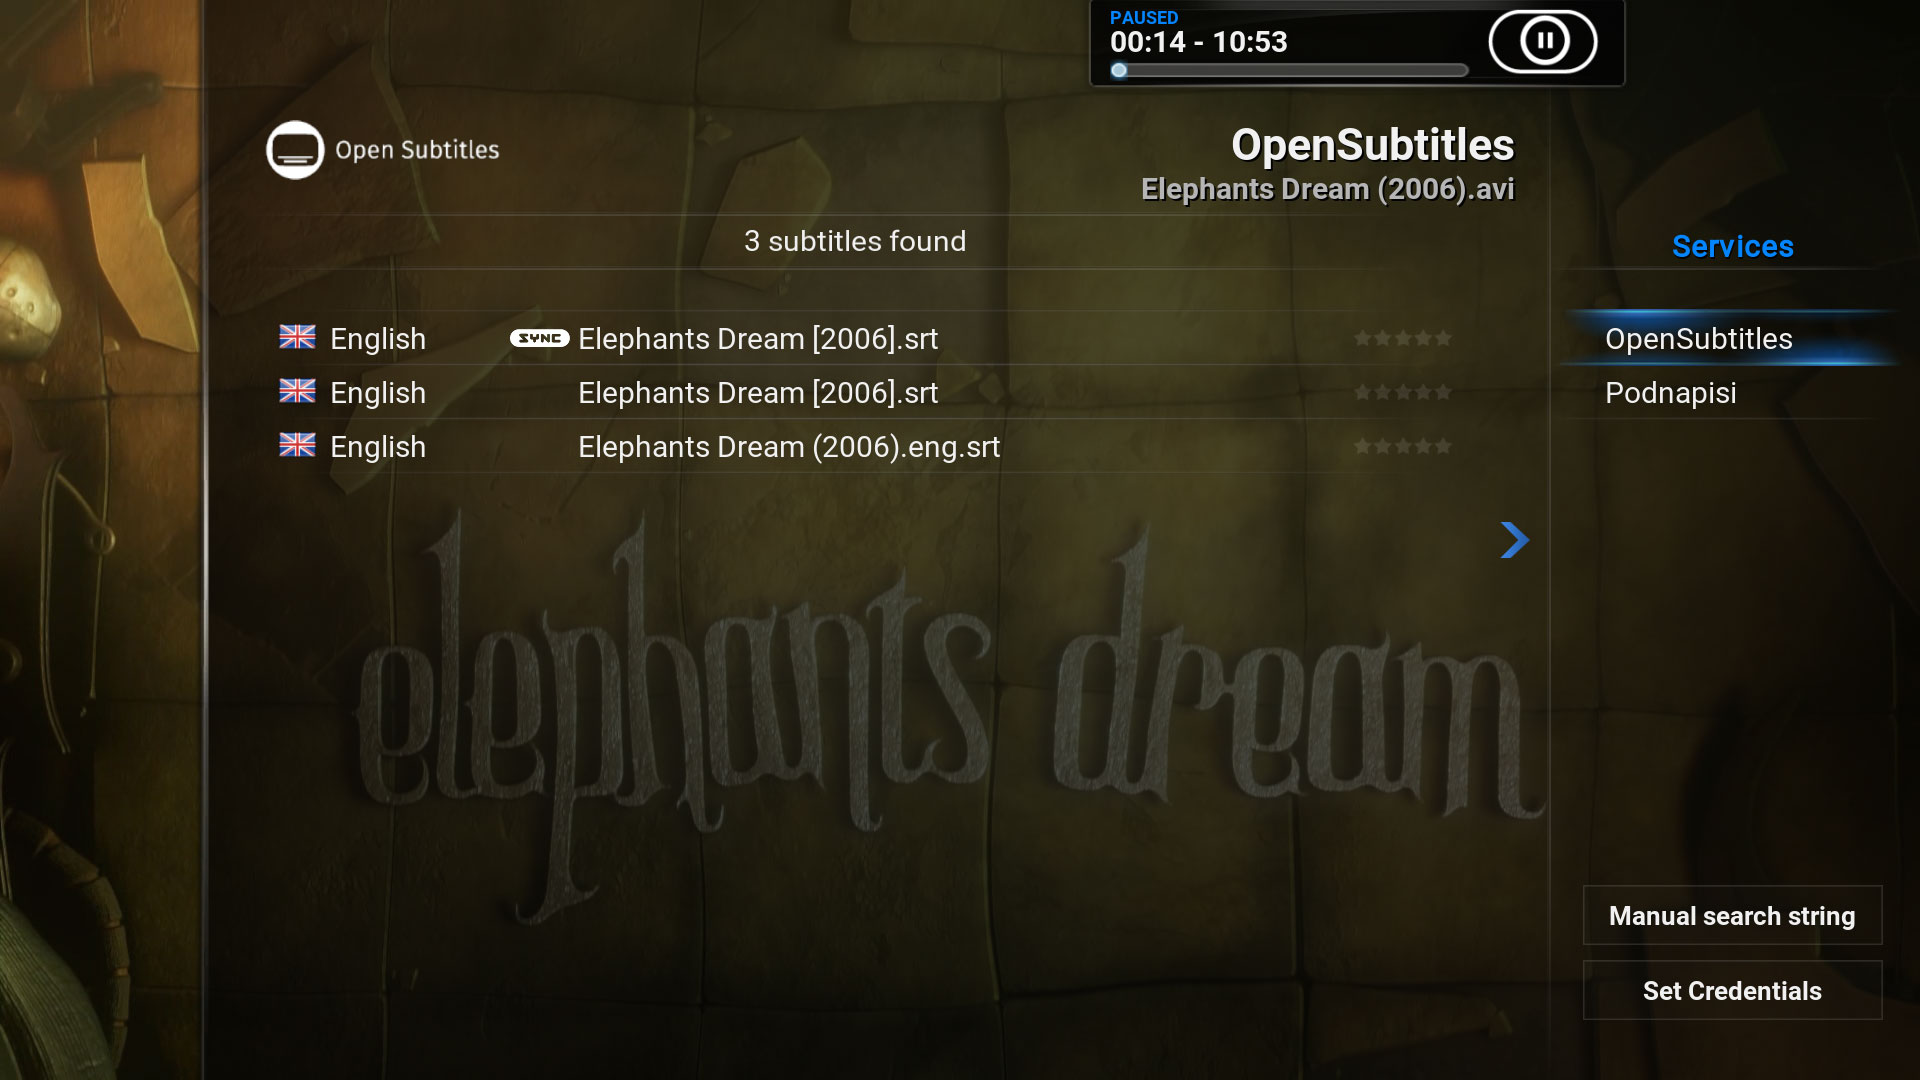 PAUSED
00:14 - 10:53
Open Subtitles
OpenSubtitles
Elephants Dream (2006).avi
3 subtitles found
English SYNC Elephants Dream [2006].srt
English Elephants Dream [2006].srt
English Elephants Dream (2006).eng.srt
Services
OpenSubtitles
Podnapisi
elephants dream
Manual search string
Set Credentials